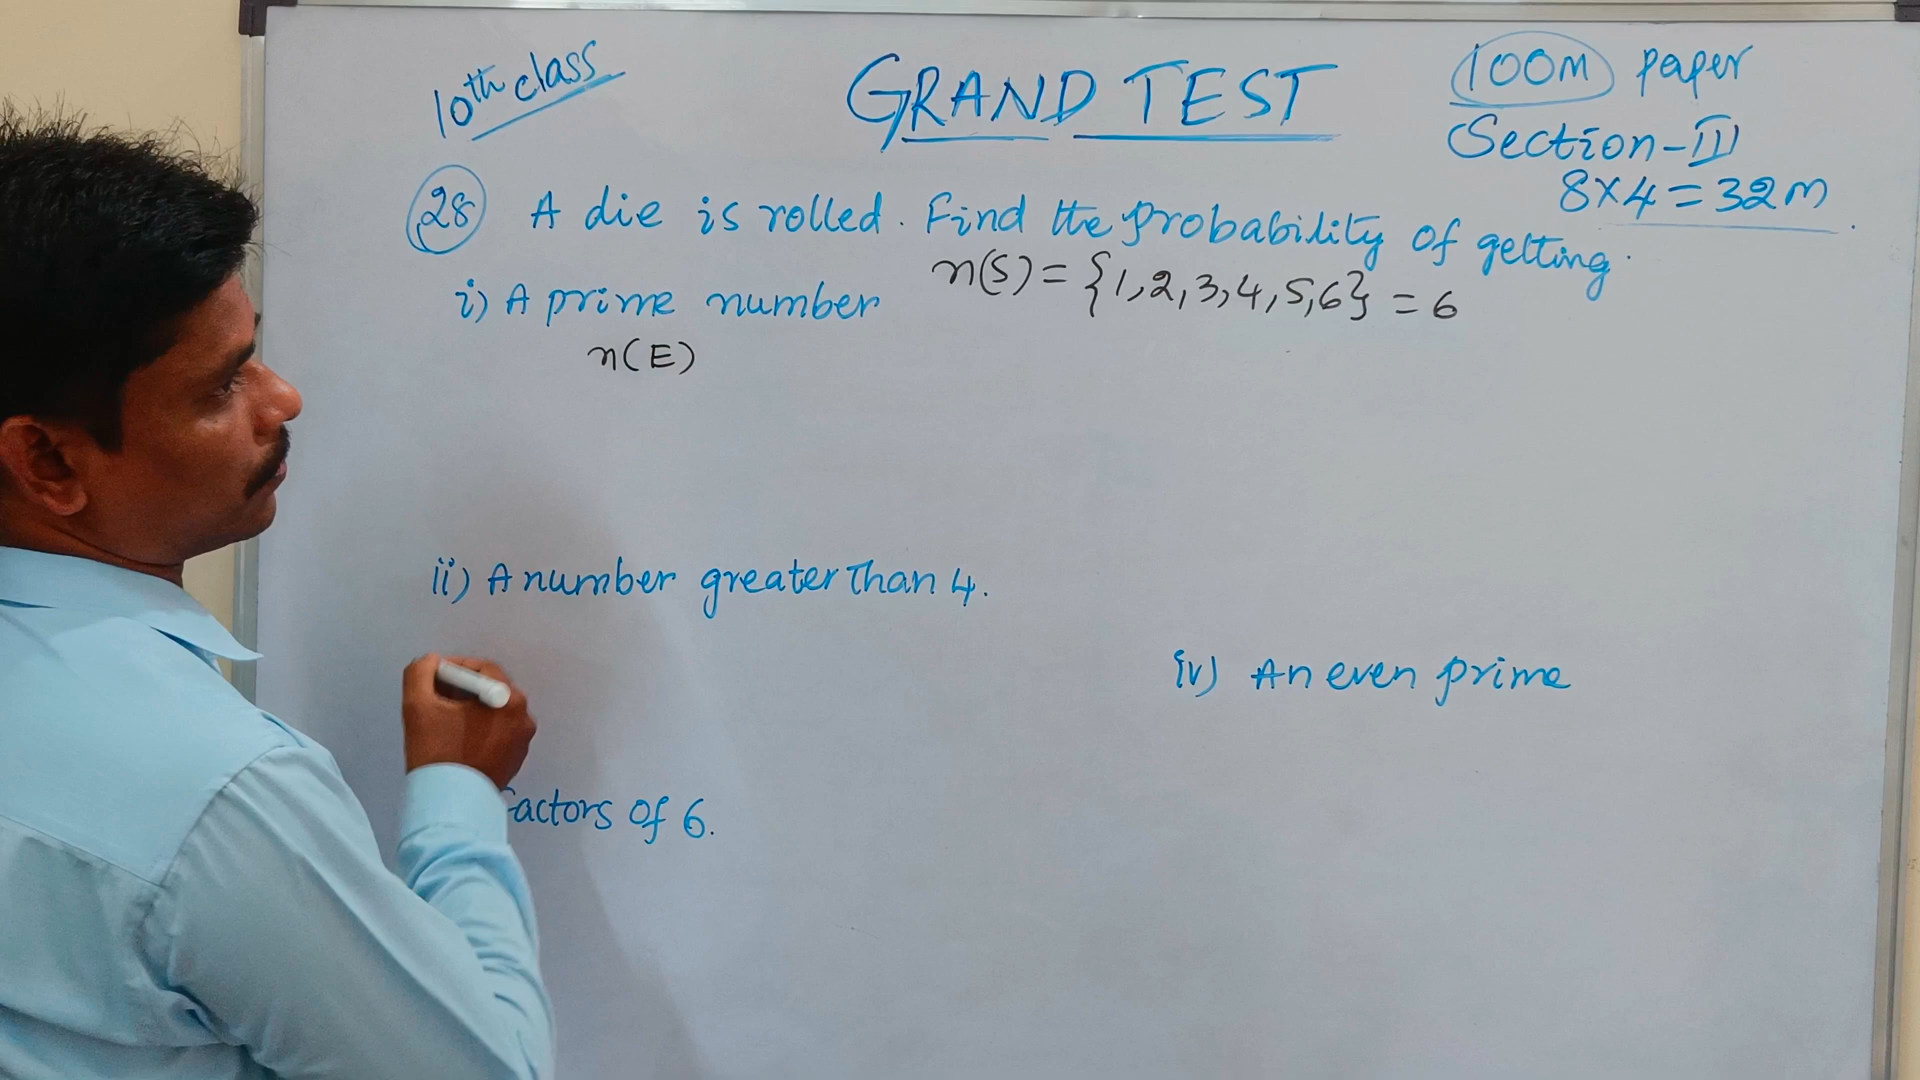 10th class
GRAND TEST
100M paper
Section-III
8×4=32M
28 A die is rolled. Find the probability of getting.
i) A prime number
n(S) = {1,2,3,4,5,6} = 6
n(E)
ii) A number greater than 4.
iv) An even prime
factors of 6.